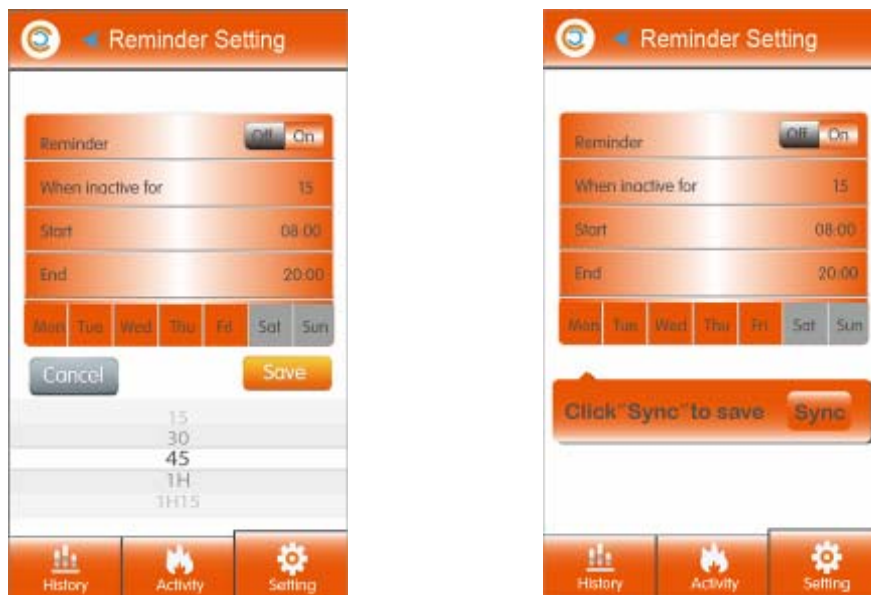 Reminder Setting
Reminder
Off On
When inactive for 15
Start 08:00
End 20:00
Mon Tue Wed Thu Fri Sat Sun
Cancel Save
15
30
45
1H
1H15
History Activity Setting
Reminder Setting
Reminder
Off On
When inactive for 15
Start 08:00
End 20:00
Mon Tue Wed Thu Fri Sat Sun
Click"Sync"to save Sync
History Activity Setting